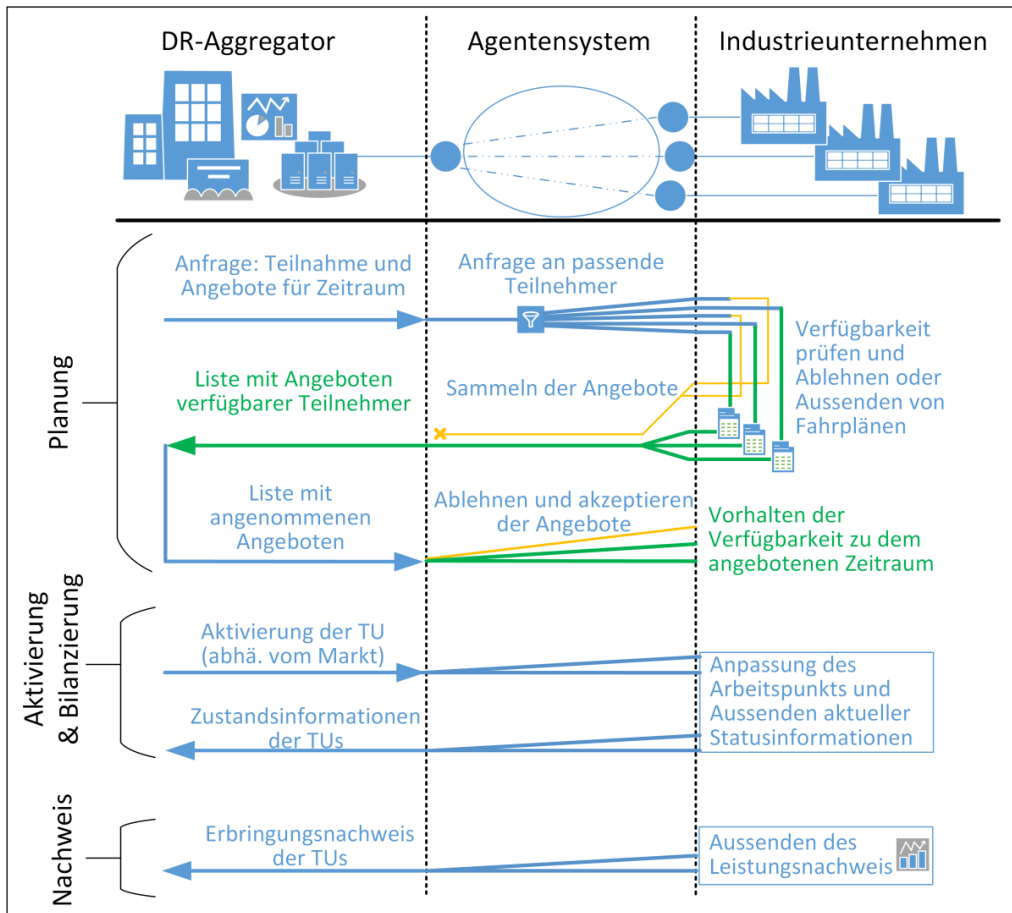 DR-Aggregator
Agentensystem
Industrieunternehmen
Planung
Anfrage: Teilnahme und
Angebote für Zeitraum
Anfrage an passende
Teilnehmer
Verfügbarkeit
prüfen und
Ablehnen oder
Aussenden von
Fahrplänen
Liste mit Angeboten
verfügbarer Teilnehmer
Sammeln der Angebote
Liste mit
angenommenen
Angeboten
Ablehnen und akzeptieren
der Angebote
Vorhalten der
Verfügbarkeit zu dem
angebotenen Zeitraum
Aktivierung
& Bilanzierung
Aktivierung der TU
(abhä. vom Markt)
Anpassung des
Arbeitspunkts und
Aussenden aktueller
Statusinformationen
Zustandsinformationen
der TUs
Nachweis
Erbringungsnachweis
der TUs
Aussenden des
Leistungsnachweis